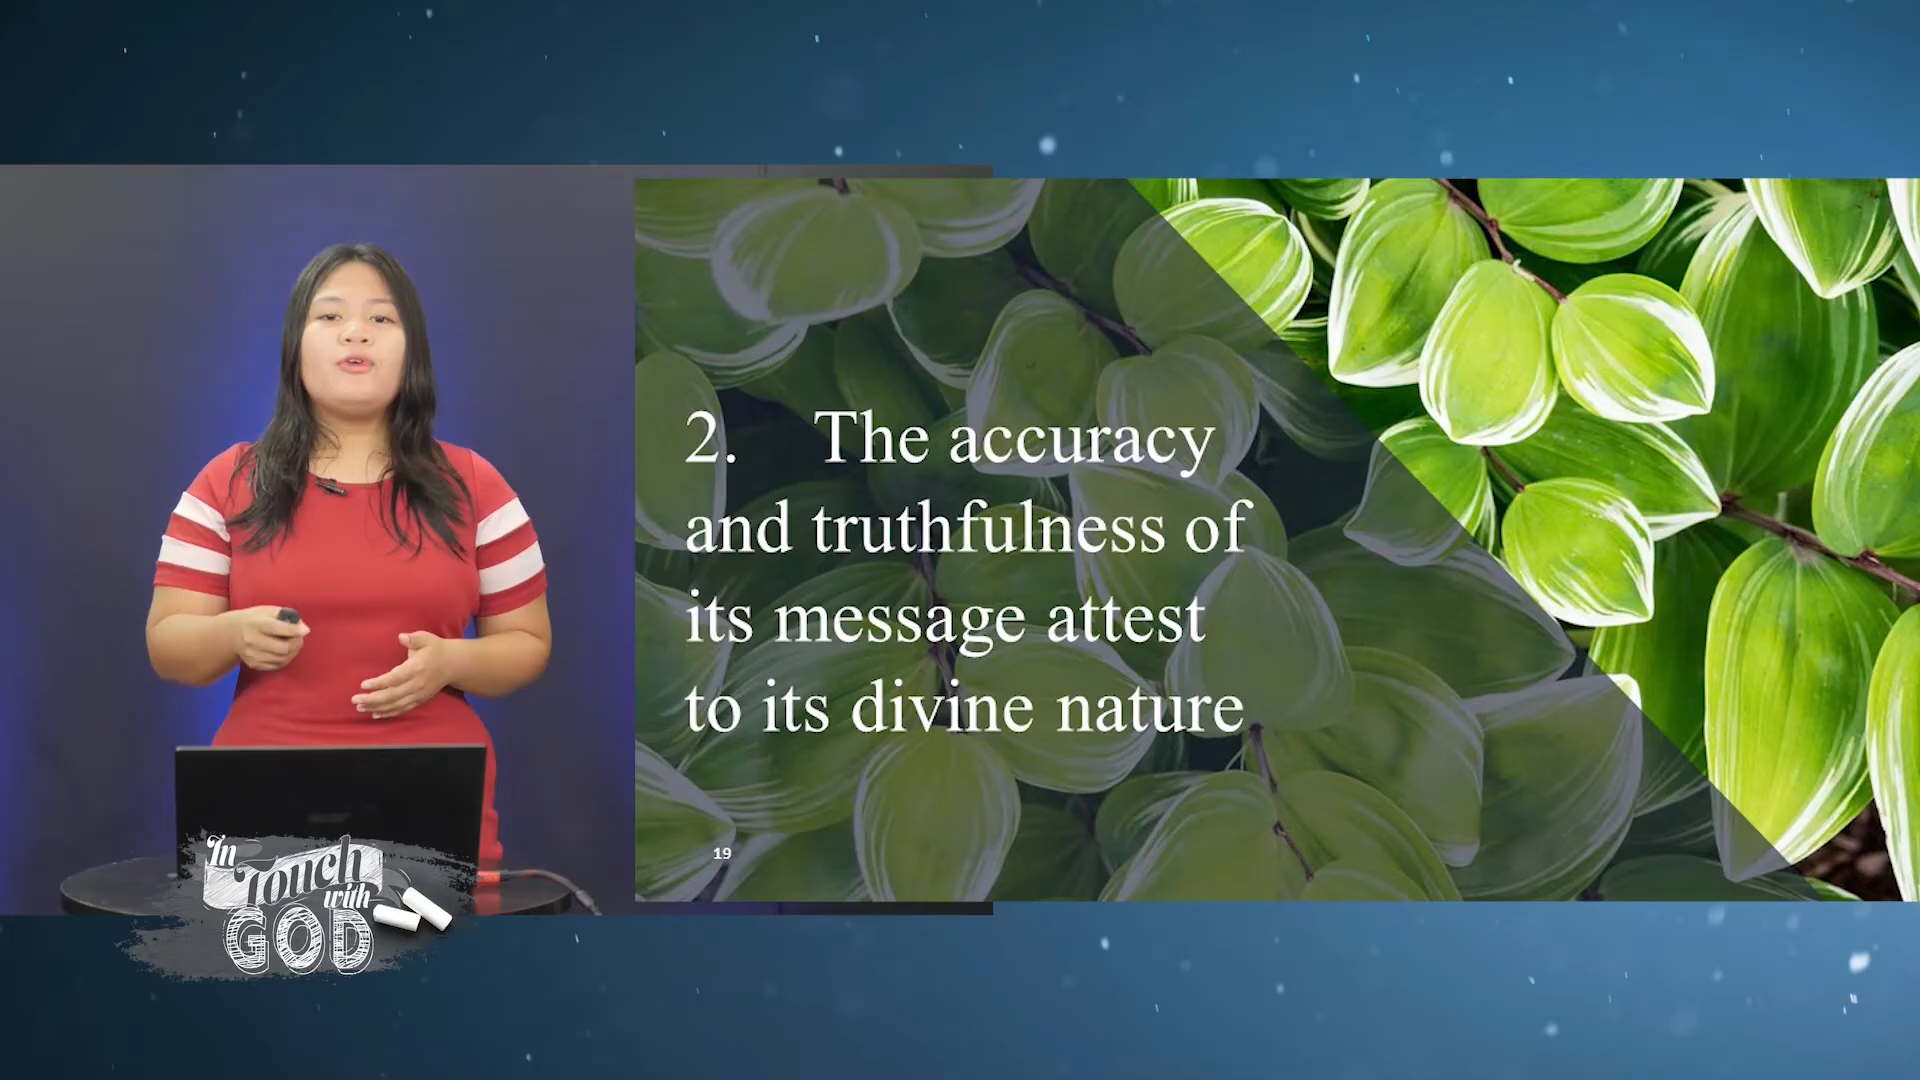 2. The accuracy
and truthfulness of
its message attest
to its divine nature
19
In
Touch
with
GOD